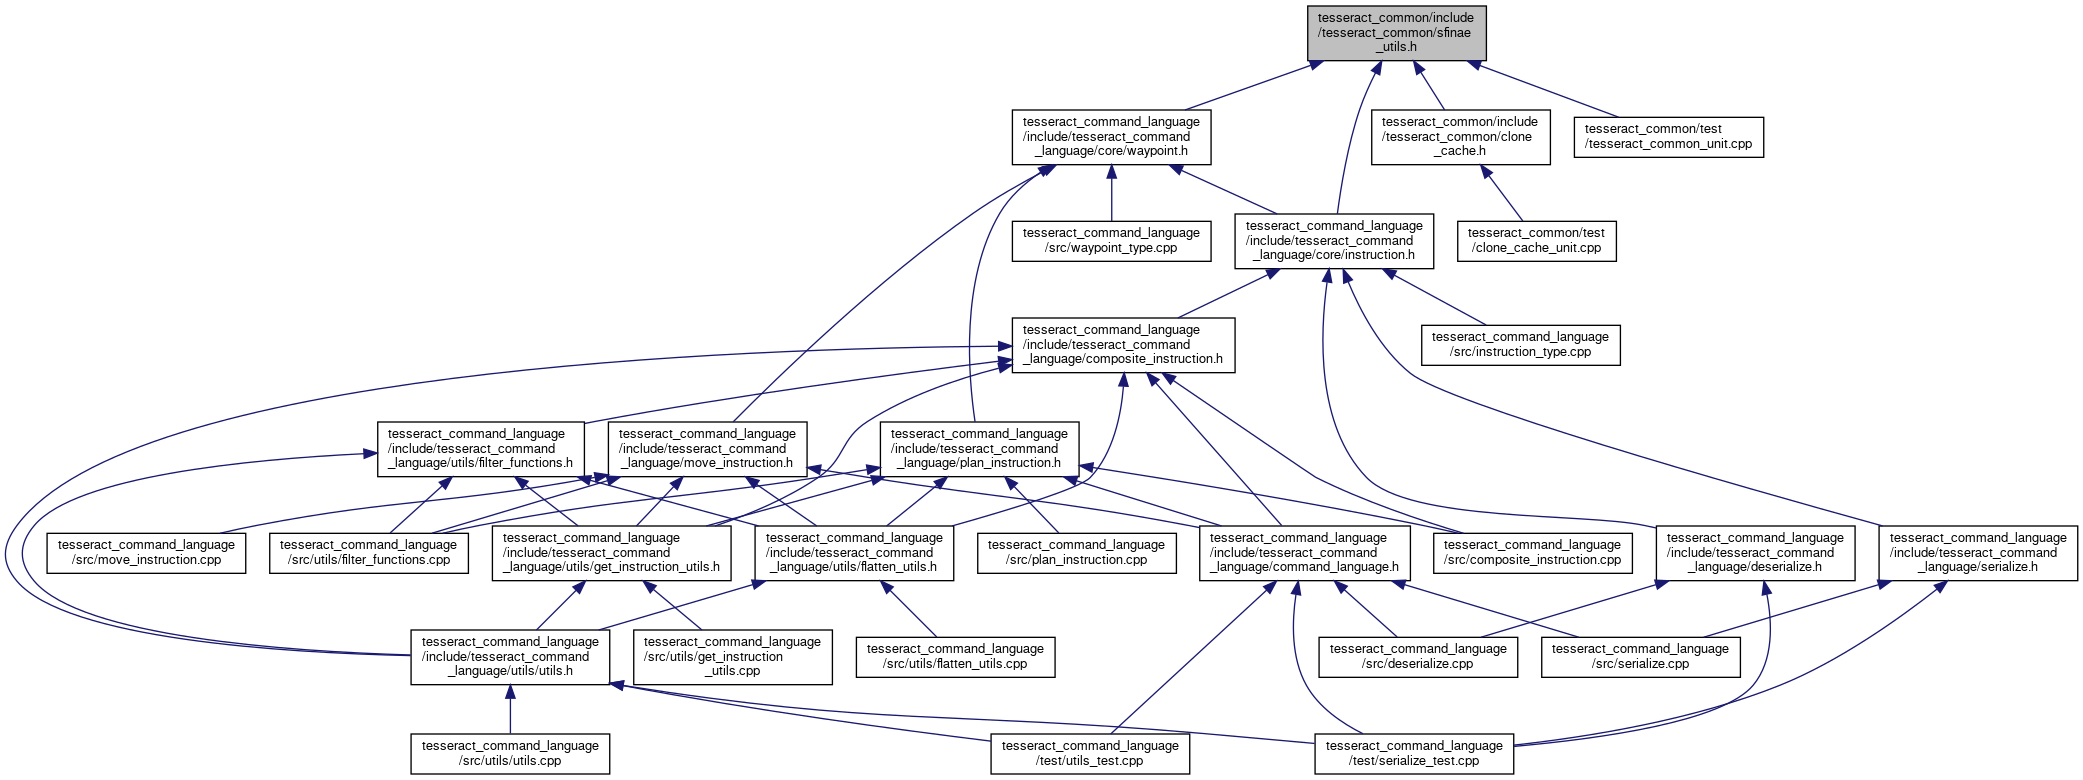 tesseract_common/include
/tesseract_common/sfinae
_utils.h
tesseract_command_language
/include/tesseract_command
_language/core/waypoint.h
tesseract_common/include
/tesseract_common/clone
_cache.h
tesseract_common/test
/tesseract_common_unit.cpp
tesseract_command_language
/src/waypoint_type.cpp
tesseract_command_language
/include/tesseract_command
_language/core/instruction.h
tesseract_common/test
/clone_cache_unit.cpp
tesseract_command_language
/include/tesseract_command
_language/composite_instruction.h
tesseract_command_language
/src/instruction_type.cpp
tesseract_command_language
/include/tesseract_command
_language/utils/filter_functions.h
tesseract_command_language
/include/tesseract_command
_language/move_instruction.h
tesseract_command_language
/include/tesseract_command
_language/plan_instruction.h
tesseract_command_language
/src/move_instruction.cpp
tesseract_command_language
/src/utils/filter_functions.cpp
tesseract_command_language
/include/tesseract_command
_language/utils/get_instruction_utils.h
tesseract_command_language
/include/tesseract_command
_language/utils/flatten_utils.h
tesseract_command_language
/src/plan_instruction.cpp
tesseract_command_language
/include/tesseract_command
_language/command_language.h
tesseract_command_language
/src/composite_instruction.cpp
tesseract_command_language
/include/tesseract_command
_language/deserialize.h
tesseract_command_language
/include/tesseract_command
_language/serialize.h
tesseract_command_language
/include/tesseract_command
_language/utils/utils.h
tesseract_command_language
/src/utils/get_instruction
_utils.cpp
tesseract_command_language
/src/utils/flatten_utils.cpp
tesseract_command_language
/src/deserialize.cpp
tesseract_command_language
/src/serialize.cpp
tesseract_command_language
/src/utils/utils.cpp
tesseract_command_language
/test/utils_test.cpp
tesseract_command_language
/test/serialize_test.cpp